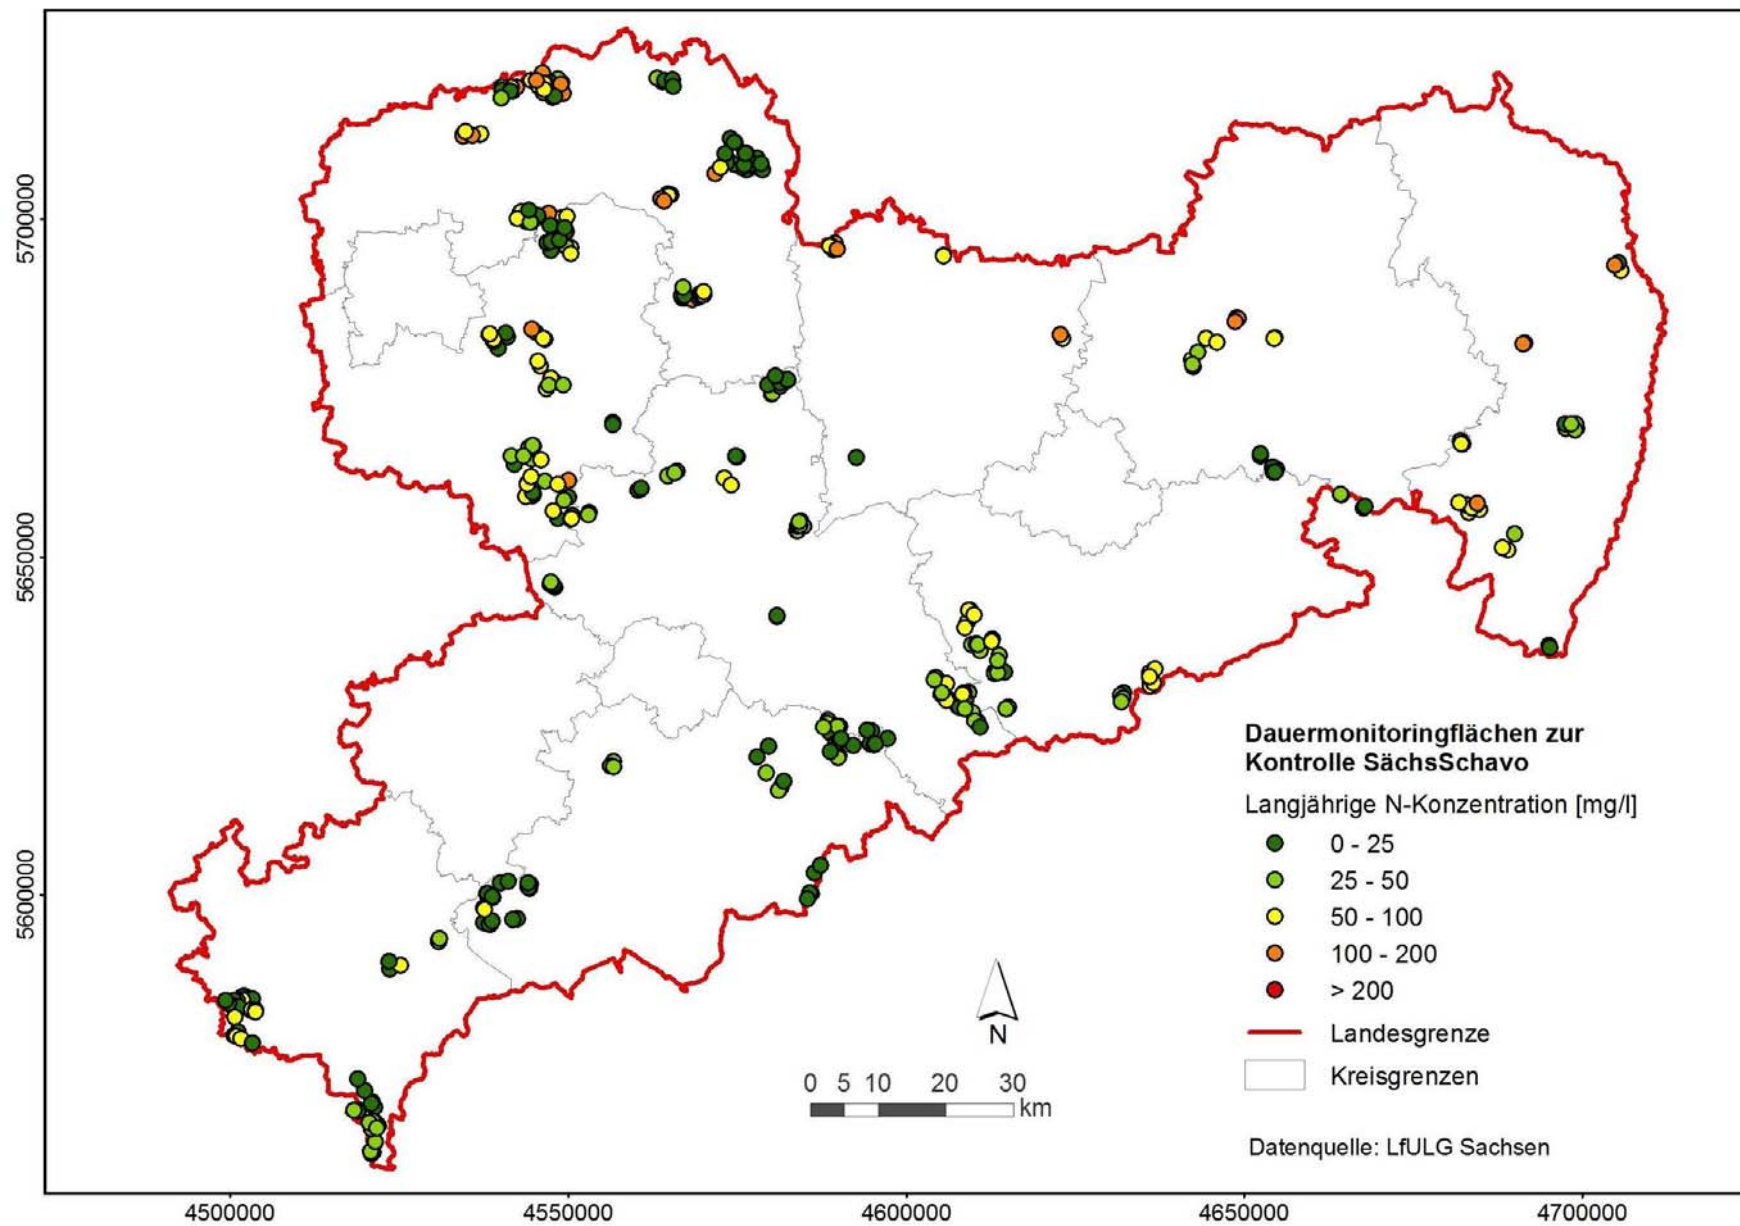 5700000
5650000
5600000
Dauermonitoringflächen zur
Kontrolle SächsSchavo
Langjährige N-Konzentration [mg/l]
0 - 25
25 - 50
50 - 100
100 - 200
> 200
Landesgrenze
Kreisgrenzen
N
0 5 10 20 30
km
Datenquelle: LfULG Sachsen
4500000 4550000 4600000 4650000 4700000